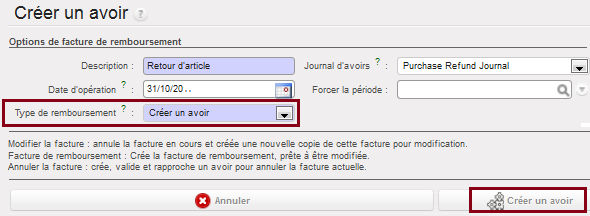 Créer un avoir ?
Options de facture de remboursement
Description : Retour d'article Journal d'avoirs ? : Purchase Refund Journal
Date d'opération ? : 31/10/20.. Forcer la période :
Type de remboursement ? : Créer un avoir
Modifier la facture : annule la facture en cours et créée une nouvelle copie de cette facture pour modification.
Facture de remboursement : Crée la facture de remboursement, prête à être modifiée.
Annuler la facture : crée, valide et rapproche un avoir pour annuler la facture actuelle.
Annuler Créer un avoir